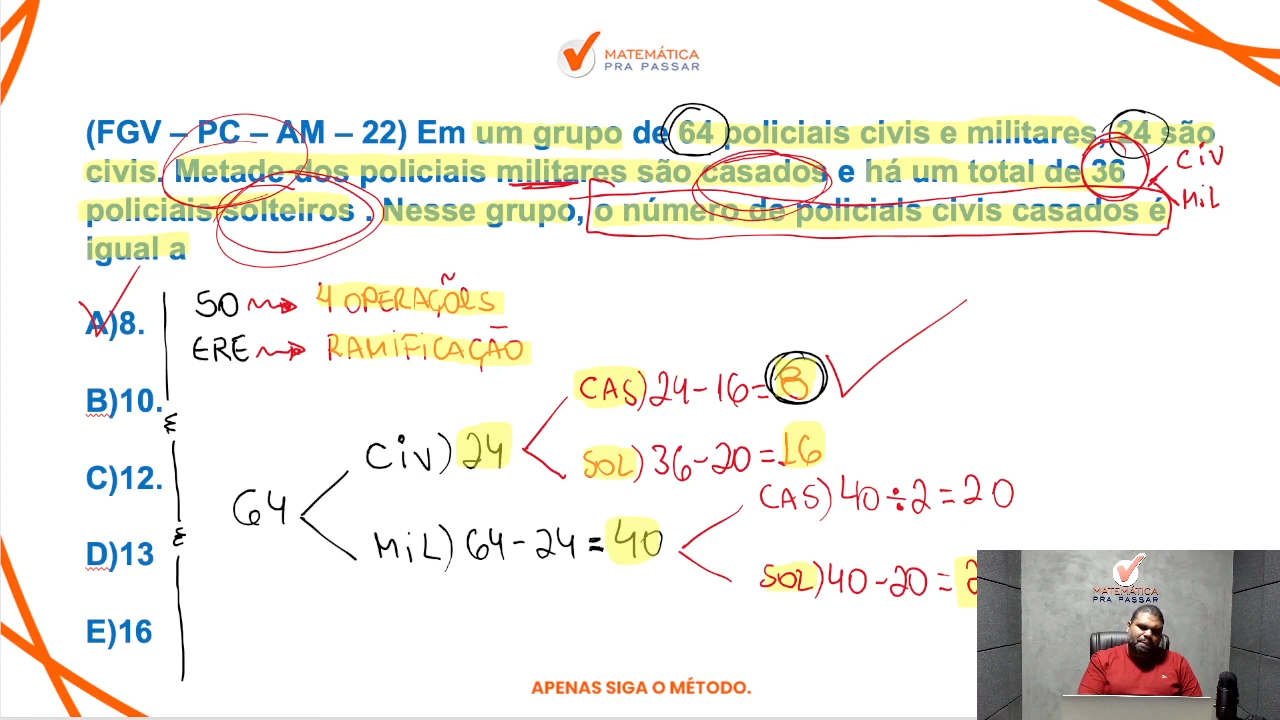 MATEMÁTICA
PRA PASSAR
(FGV – PC – AM – 22) Em um grupo de 64 policiais civis e militares, 24 são
civis. Metade dos policiais militares são casados e há um total de 36
policiais solteiros . Nesse grupo, o número de policiais civis casados é
igual a
CIV
MIL
A)8.
B)10.
C)12.
D)13
E)16
SO 4 OPERAÇÕES
ERE RAMIFICAÇÃO
CAS) 24-16= 8
CIV) 24
SOL) 36-20=16
64
CAS) 40÷2=20
MIL) 64-24=40
SOL) 40-20=
MATEMÁTICA
PRA PASSAR
APENAS SIGA O MÉTODO.